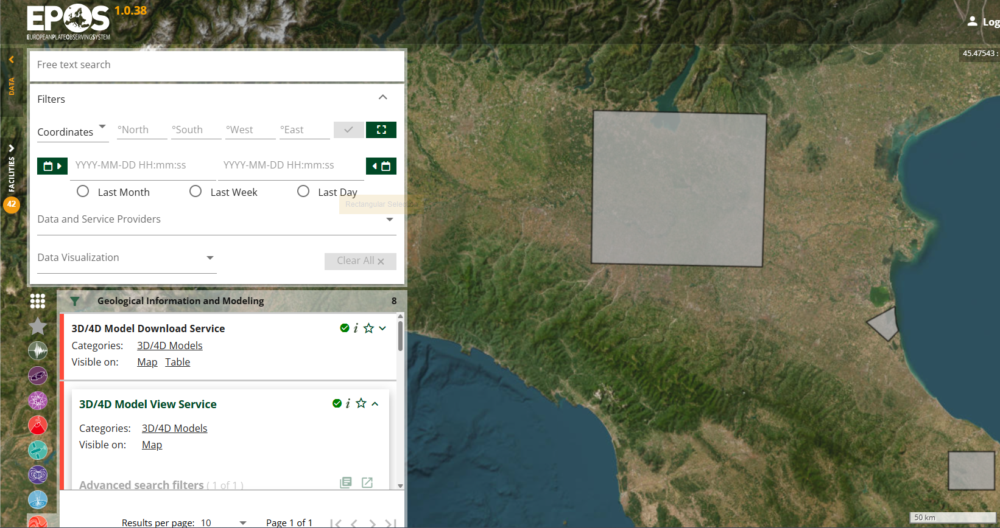 EPOS 1.0.38
EUROPEANPLATEOBSERVINGSYSTEM
Log
45.47543 :
DATA
FACILITIES
42
Free text search
Filters
Coordinates °North °South °West °East
YYYY-MM-DD HH:mm:ss YYYY-MM-DD HH:mm:ss
Last Month Last Week Last Day
Rectangular Selection
Data and Service Providers
Data Visualization Clear All
Geological Information and Modeling 8
3D/4D Model Download Service
Categories: 3D/4D Models
Visible on: Map Table
3D/4D Model View Service
Categories: 3D/4D Models
Visible on: Map
Advanced search filters ( 1 of 1 )
Results per page: 10 Page 1 of 1
50 km